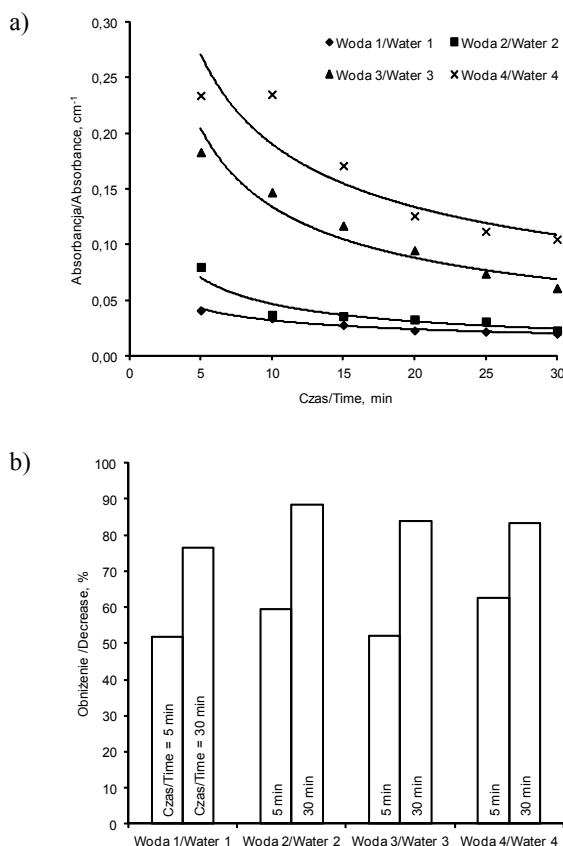 a)
Absorbancja/Absorbance, cm-1
0,30
0,25
0,20
0,15
0,10
0,05
0,00
Woda 1/Water 1 Woda 2/Water 2
Woda 3/Water 3 Woda 4/Water 4
0 5 10 15 20 25 30
Czas/Time, min
b)
Obniżenie /Decrease, %
100
90
80
70
60
50
40
30
20
10
0
Czas/Time = 5 min
Czas/Time = 30 min
5 min
30 min
5 min
30 min
5 min
30 min
Woda 1/Water 1 Woda 2/Water 2 Woda 3/Water 3 Woda 4/Water 4